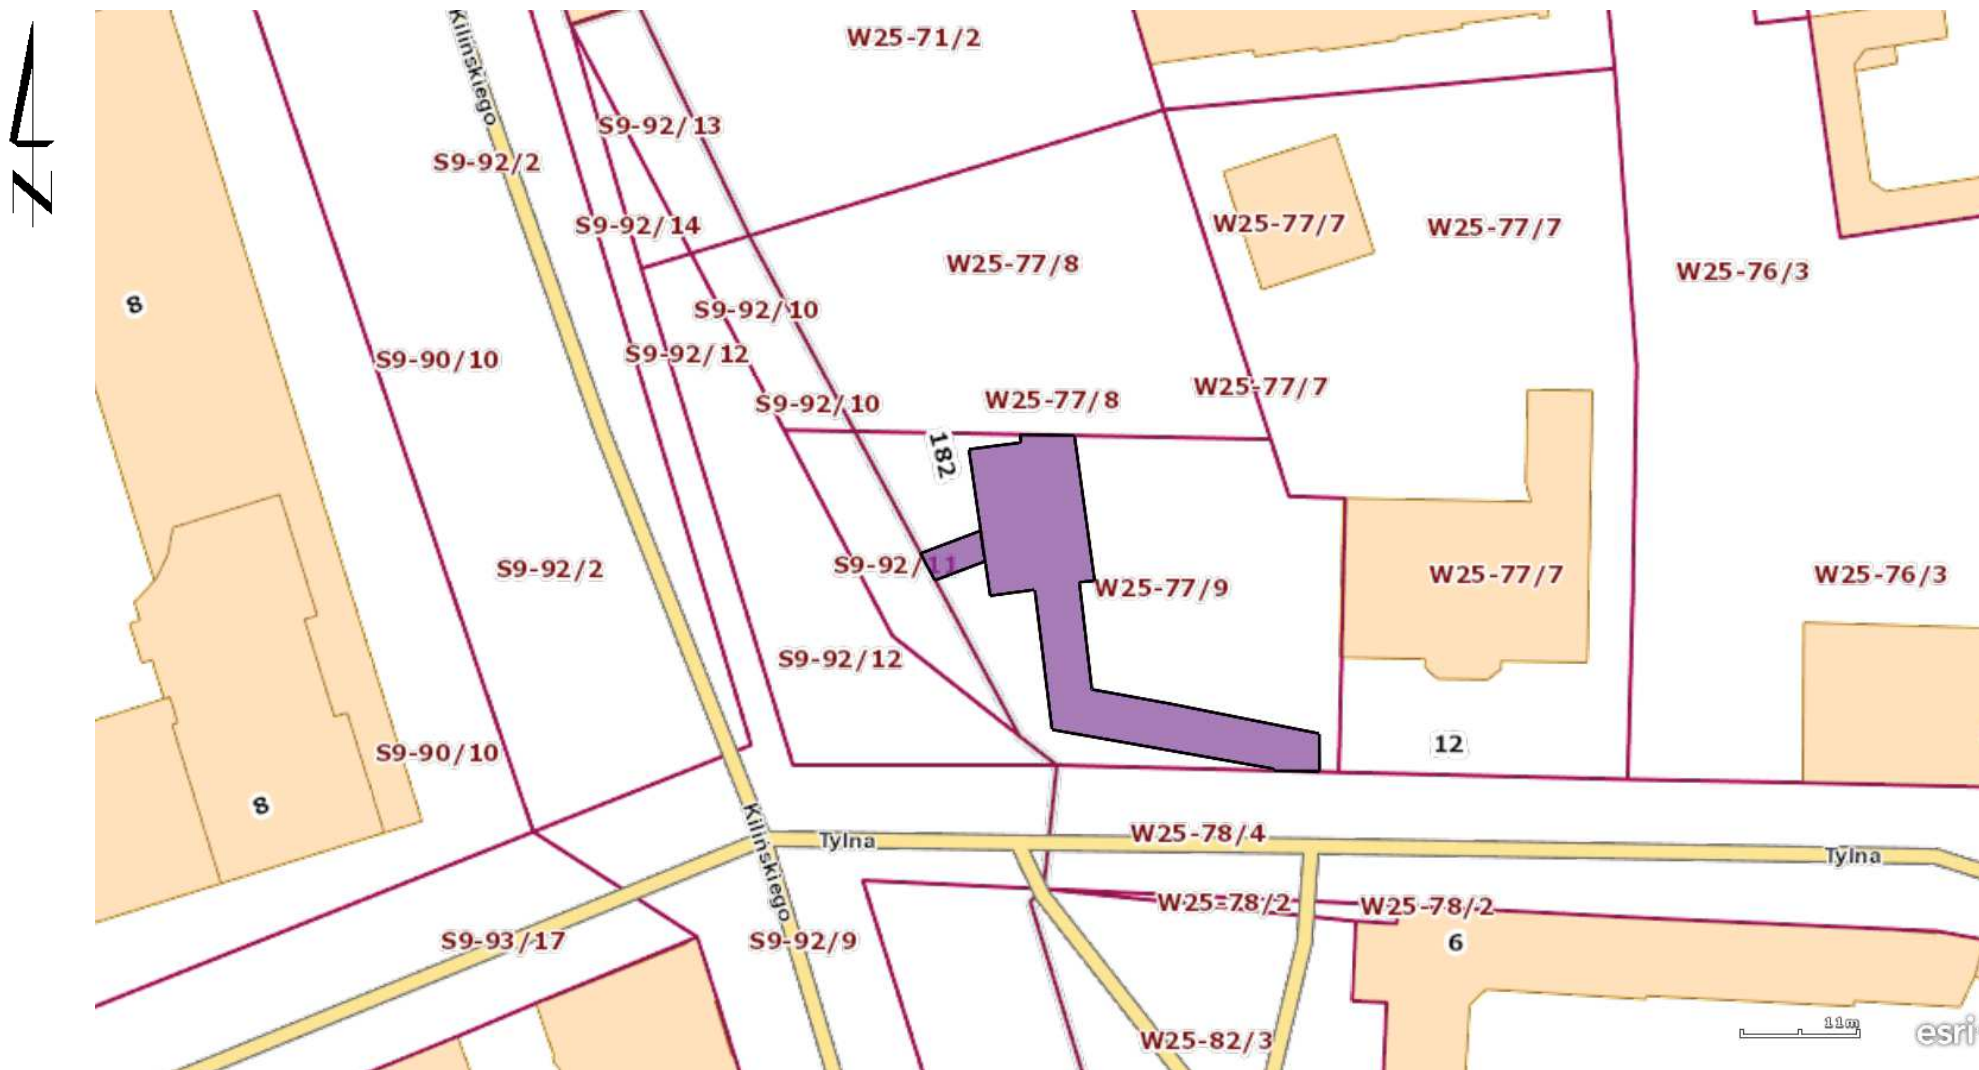 N
Kilińskiego
W25-71/2
S9-92/13
S9-92/2
S9-92/14
W25-77/7
W25-77/7
W25-77/8
W25-76/3
8
S9-92/10
S9-90/10
S9-92/12
W25-77/7
S9-92/10
W25-77/8
182
S9-92/2
S9-92/11
W25-77/9
W25-77/7
W25-76/3
S9-92/12
12
S9-90/10
8
Kilińskiego
Tylna
W25-78/4
Tylna
W25-78/2
W25-78/2
S9-93/17
S9-92/9
6
W25-82/3
11m
esri